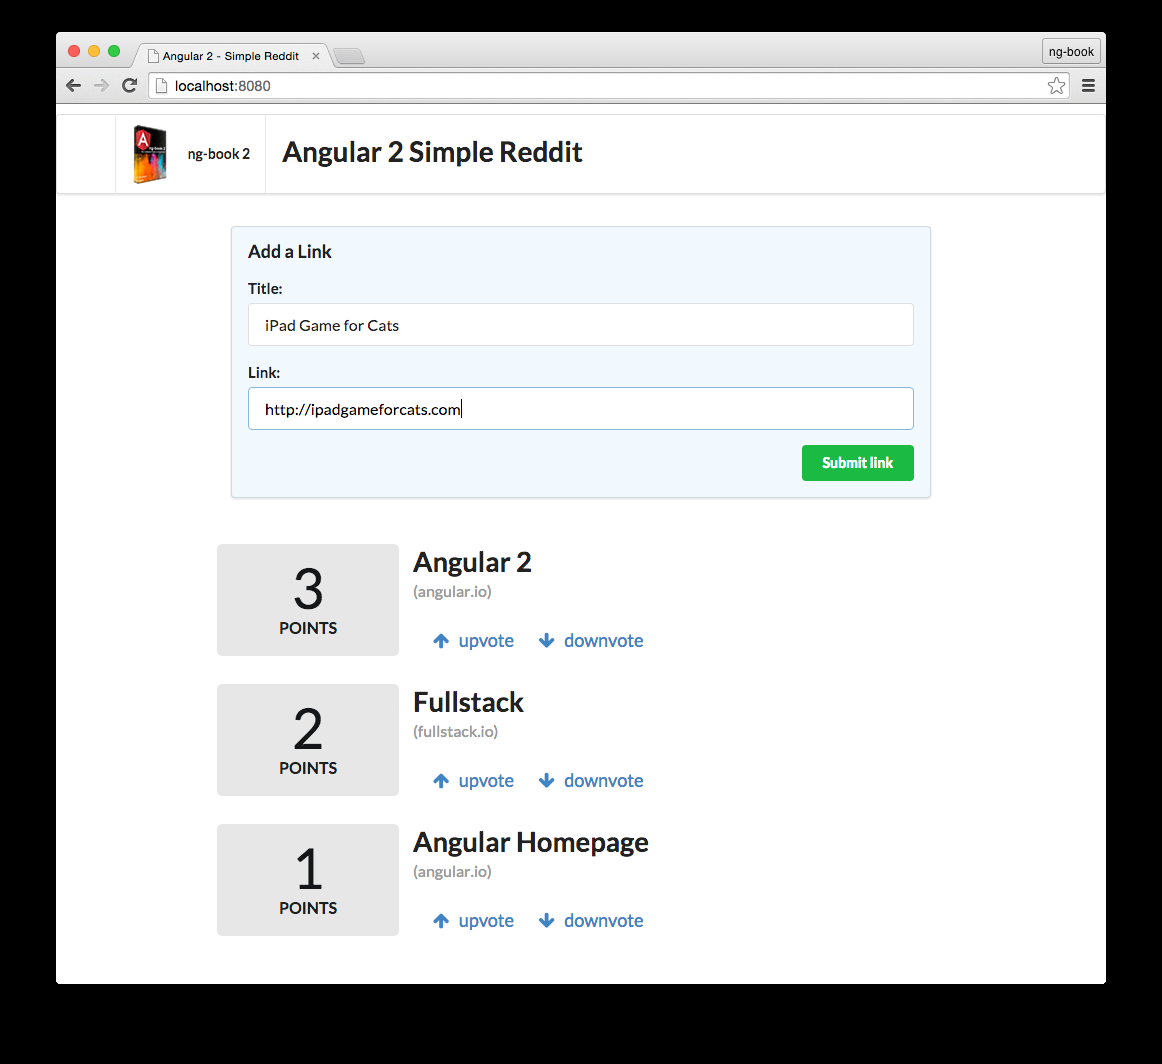 Angular 2 - Simple Reddit
ng-book
localhost:8080
ng-book 2
Angular 2 Simple Reddit
Add a Link
Title:
iPad Game for Cats
Link:
http://ipadgameforcats.com
Submit link
3
POINTS
Angular 2
(angular.io)
upvote downvote
2
POINTS
Fullstack
(fullstack.io)
upvote downvote
1
POINTS
Angular Homepage
(angular.io)
upvote downvote